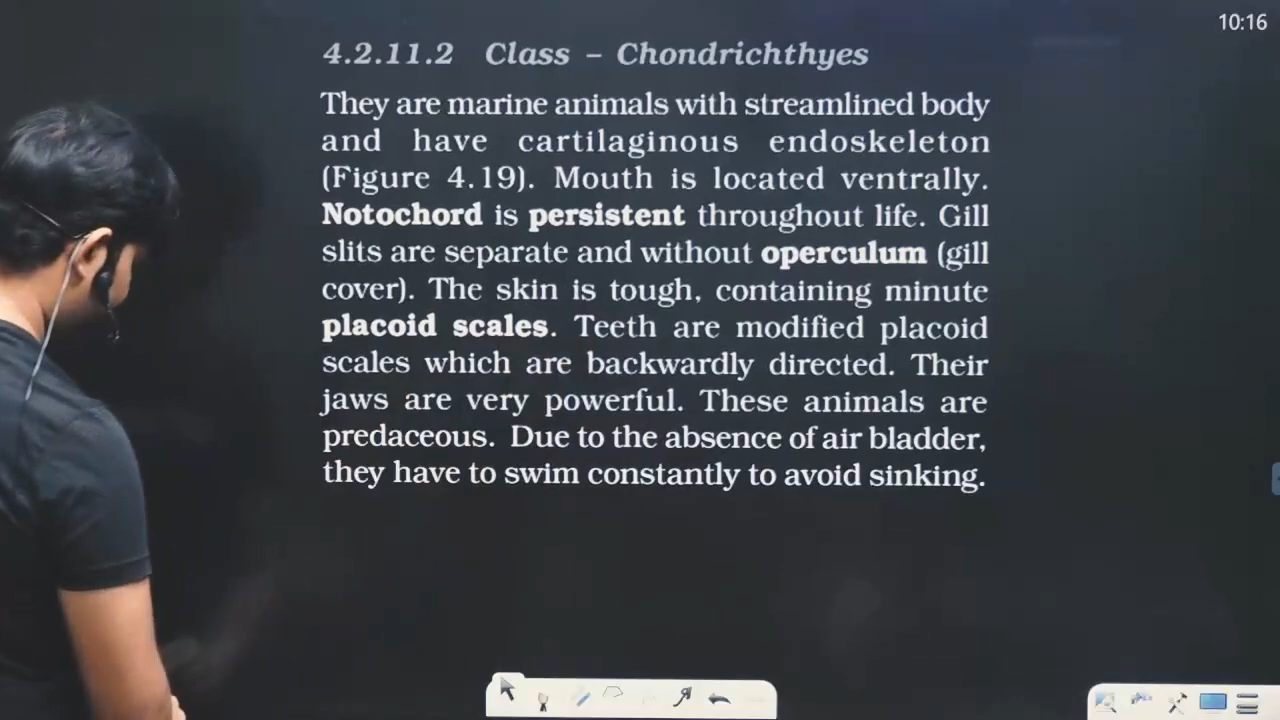 10:16
4.2.11.2 Class – Chondrichthyes
They are marine animals with streamlined body
and have cartilaginous endoskeleton
(Figure 4.19). Mouth is located ventrally.
Notochord is persistent throughout life. Gill
slits are separate and without operculum (gill
cover). The skin is tough, containing minute
placoid scales. Teeth are modified placoid
scales which are backwardly directed. Their
jaws are very powerful. These animals are
predaceous. Due to the absence of air bladder,
they have to swim constantly to avoid sinking.